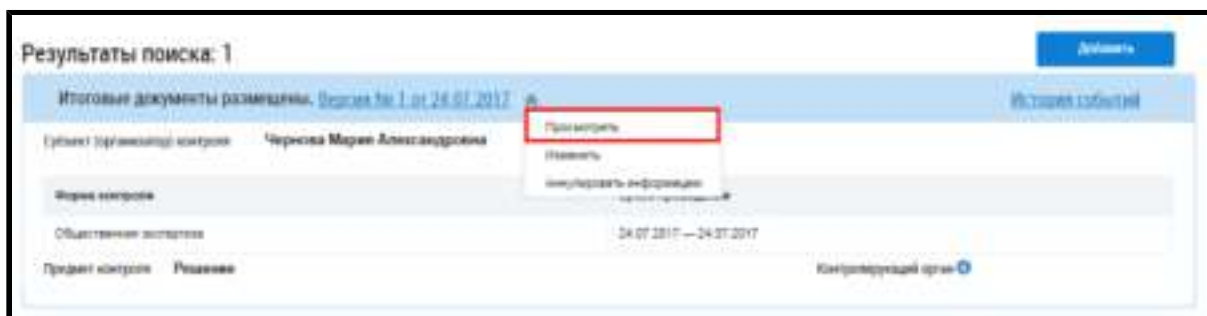 Результаты поиска: 1
Добавить
Итоговые документы размещены. Версия № 1 от 24.07.2017
История событий
Просмотреть
Субъект (организатор) контроля Чернова Мария Александровна
Изменить
Аннулировать информацию
Форма контроля
Общественная экспертиза 24.07.2017 — 24.07.2017
Предмет контроля Решение Контролирующий орган